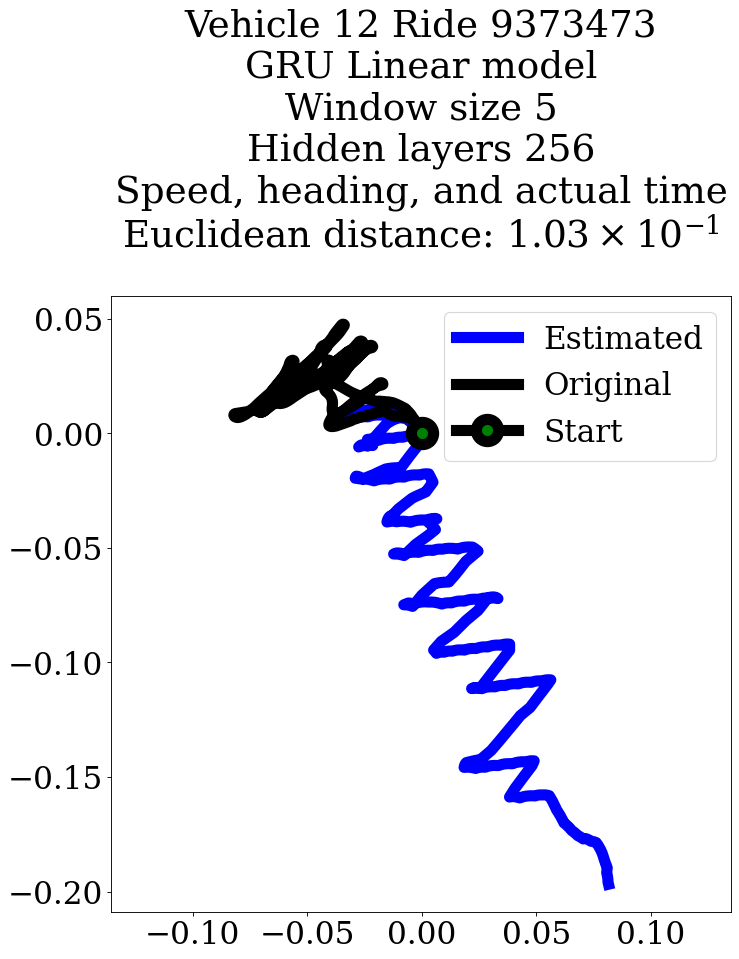 Vehicle 12 Ride 9373473
GRU Linear model
Window size 5
Hidden layers 256
Speed, heading, and actual time
Euclidean distance: 1.03 × 10⁻¹
Estimated
Original
Start
0.05
0.00
−0.05
−0.10
−0.15
−0.20
−0.10 −0.05 0.00 0.05 0.10